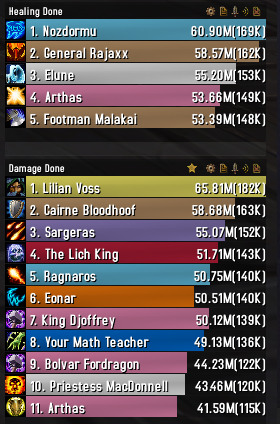 Healing Done
1. Nozdormu 60.90M(169K)
2. General Rajaxx 58.57M(162K)
3. Elune 55.20M(153K)
4. Arthas 53.66M(149K)
5. Footman Malakai 53.39M(148K)
Damage Done
1. Lilian Voss 65.81M(182K)
2. Cairne Bloodhoof 58.68M(163K)
3. Sargeras 55.07M(152K)
4. The Lich King 51.71M(143K)
5. Ragnaros 50.75M(140K)
6. Eonar 50.51M(140K)
7. King Djoffrey 50.12M(139K)
8. Your Math Teacher 49.13M(136K)
9. Bolvar Fordragon 44.23M(122K)
10. Priestess MacDonnell 43.46M(120K)
11. Arthas 41.59M(115K)